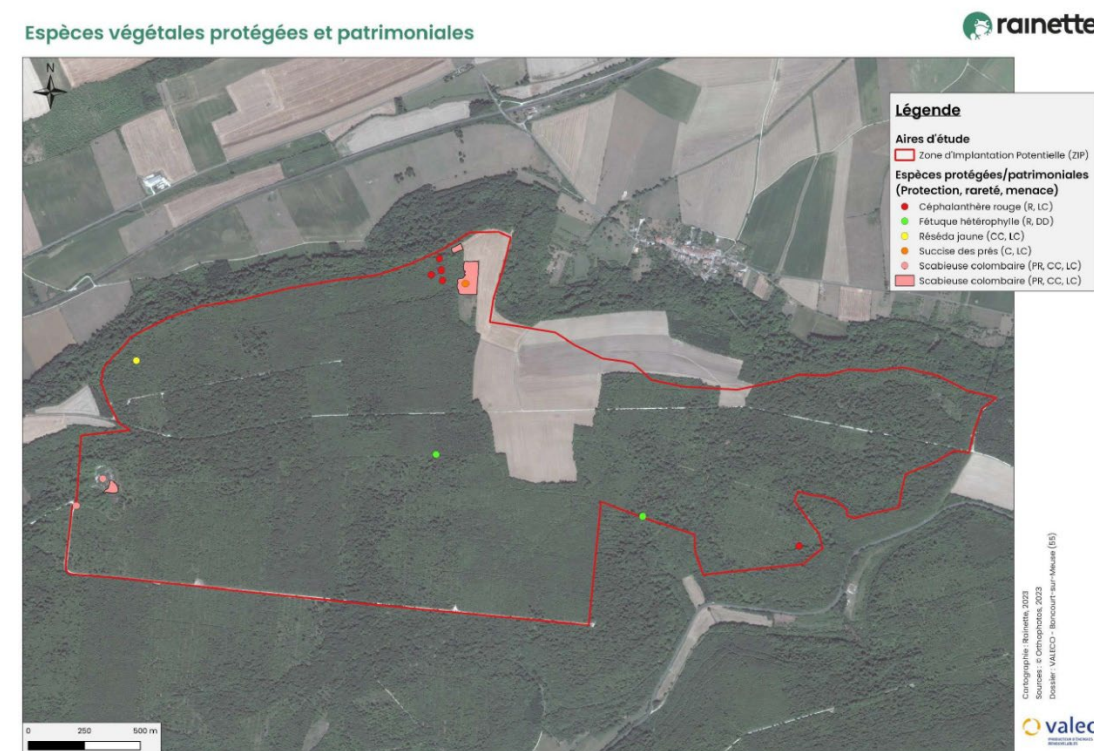 Espèces végétales protégées et patrimoniales
rainette
N
Légende
Aires d'étude
Zone d'Implantation Potentielle (ZIP)
Espèces protégées/patrimoniales
(Protection, rareté, menace)
Céphalanthère rouge (R, LC)
Fétuque hétérophylle (R, DD)
Réséda jaune (CC, LC)
Succise des prés (C, LC)
Scabieuse colombaire (PR, CC, LC)
Scabieuse colombaire (PR, CC, LC)
Cartographie : Rainette, 2023
Sources : © Orthophotos, 2023
Dossier : VALECO - Boncourt-sur-Meuse (55)
0 250 500 m
valec